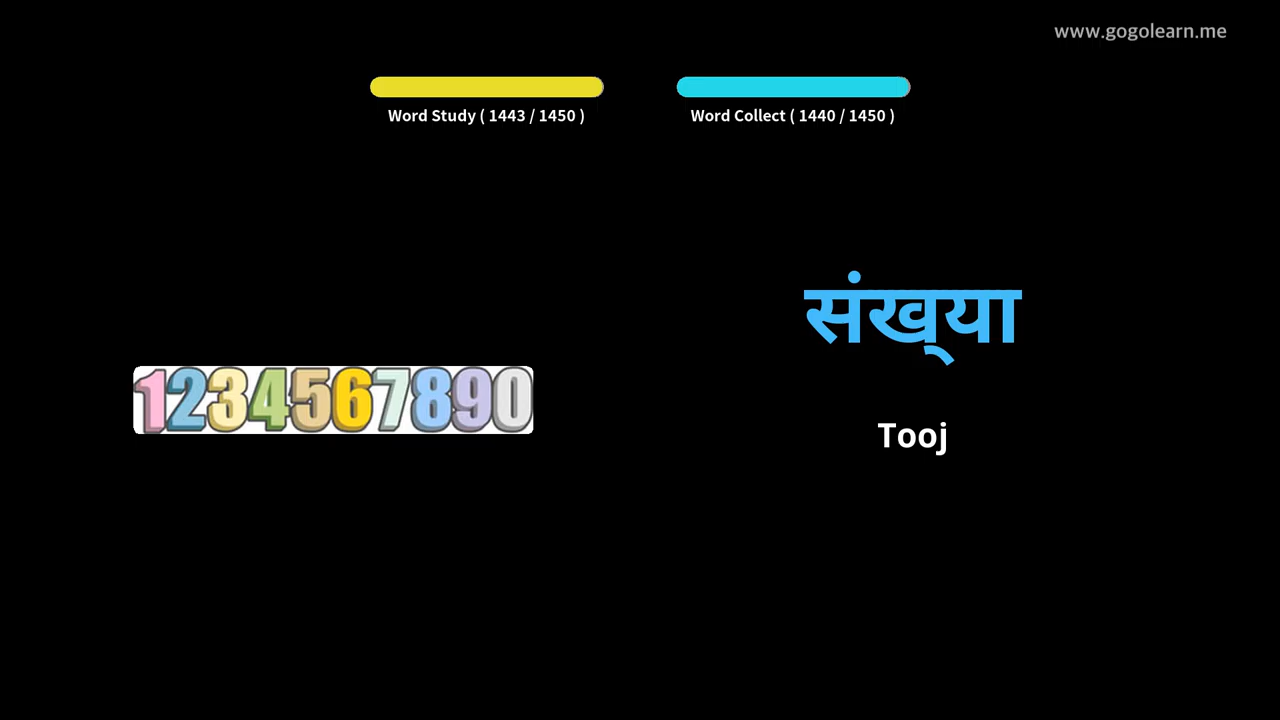 www.gogolearn.me
Word Study ( 1443 / 1450 )
Word Collect ( 1440 / 1450 )
संख्या
1234567890
Tooj